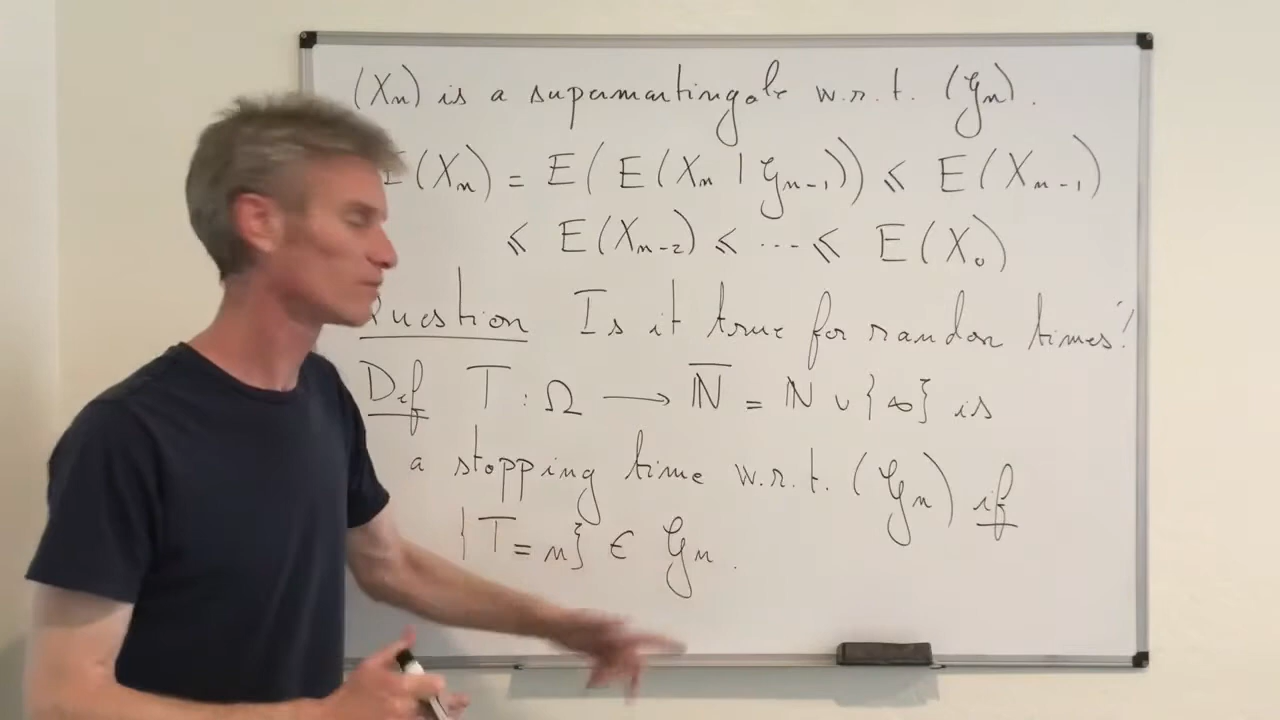 (Xₙ) is a supermartingale w.r.t. (𝒢ₙ).
E(Xₙ) = E(E(Xₙ | 𝒢ₙ₋₁)) ⩽ E(Xₙ₋₁)
⩽ E(Xₙ₋₂) ⩽ ··· ⩽ E(X₀)
Question Is it true for random times?
Def T : Ω ⟶ N̅ = N ∪ {∞} is
a stopping time w.r.t. (𝒢ₙ) if
{T = n} ∈ 𝒢ₙ.